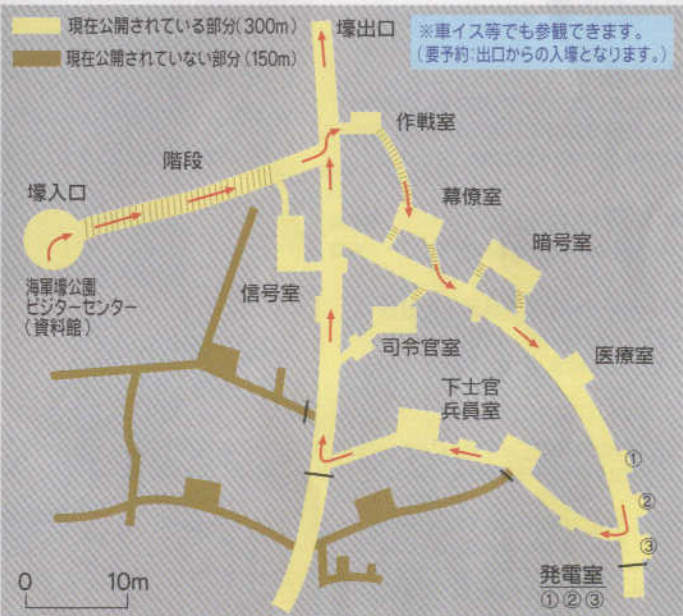 現在公開されている部分(300m)
現在公開されていない部分(150m)
壕出口
※車イス等でも参観できます。
(要予約:出口からの入壕となります。)
作戦室
階段
壕入口
幕僚室
暗号室
海軍壕公園
ビジターセンター
(資料館)
信号室
司令官室
医療室
下士官
兵員室
①
②
③
発電室
①②③
0 10m